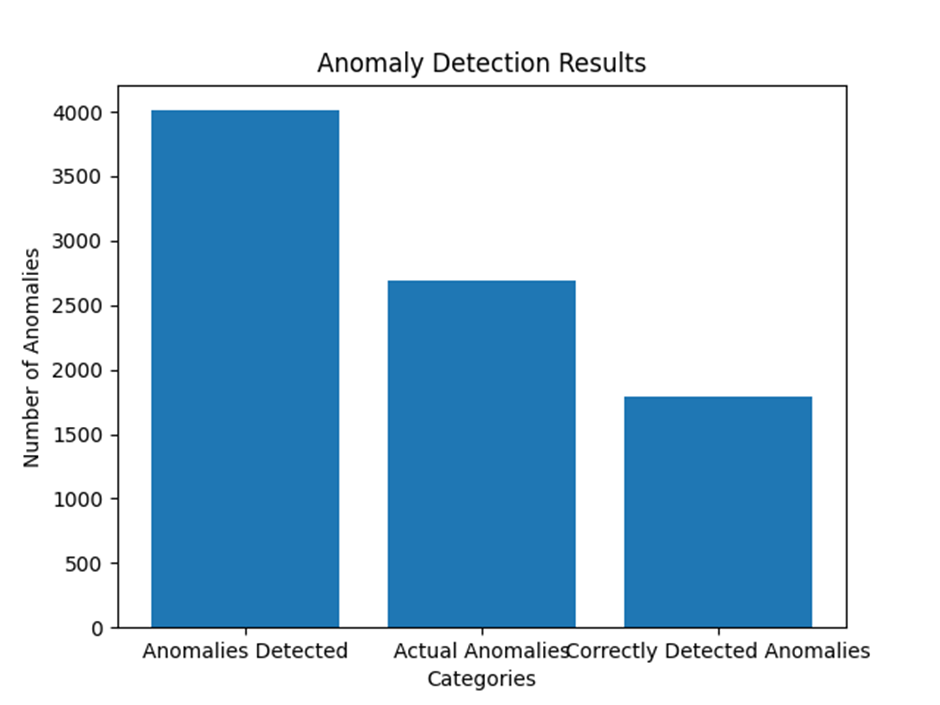 Anomaly Detection Results
4000
3500
3000
2500
2000
1500
1000
500
0
Number of Anomalies
Anomalies Detected
Actual Anomalies
Correctly Detected Anomalies
Categories